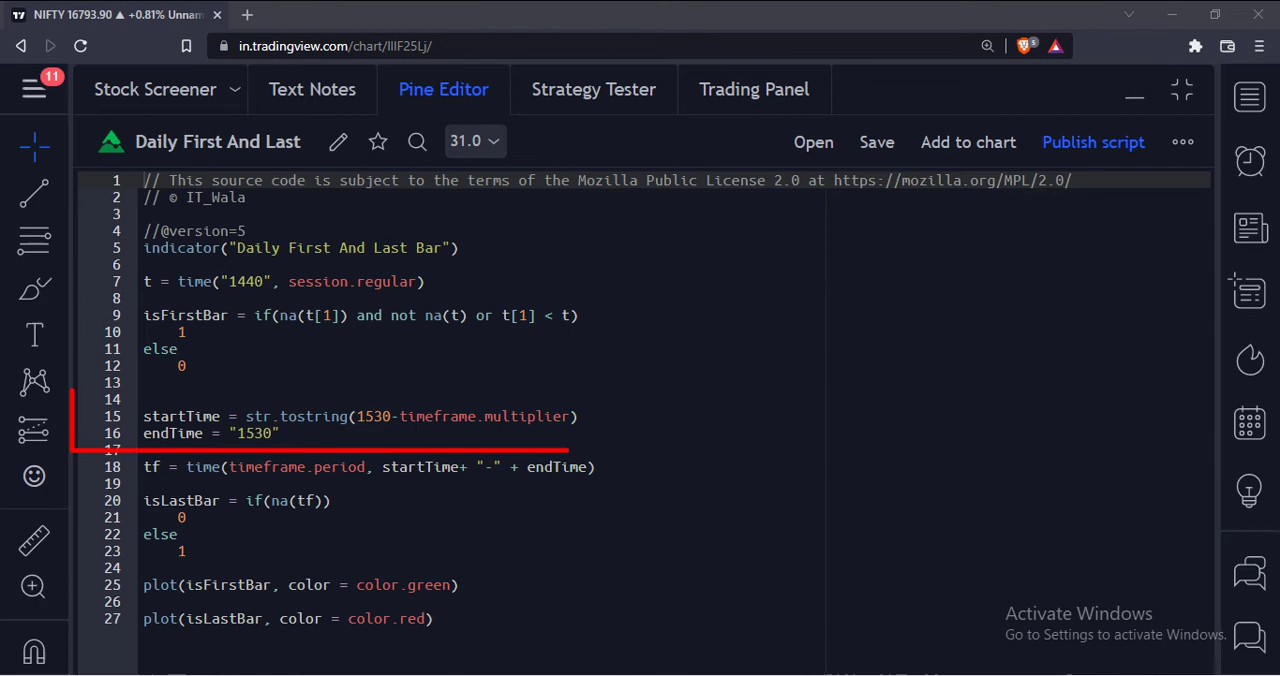 NIFTY 16793.90 ▲ +0.81% Unnam
in.tradingview.com/chart/IIIF25Lj/
5
11
Stock Screener Text Notes Pine Editor Strategy Tester Trading Panel
Daily First And Last 31.0 Open Save Add to chart Publish script
1 // This source code is subject to the terms of the Mozilla Public License 2.0 at https://mozilla.org/MPL/2.0/
2 // © IT_Wala
3
4 //@version=5
5 indicator("Daily First And Last Bar")
6
7 t = time("1440", session.regular)
8
9 isFirstBar = if(na(t[1]) and not na(t) or t[1] < t)
10 1
11 else
12 0
13
14
15 startTime = str.tostring(1530-timeframe.multiplier)
16 endTime = "1530"
17
18 tf = time(timeframe.period, startTime+ "-" + endTime)
19
20 isLastBar = if(na(tf))
21 0
22 else
23 1
24
25 plot(isFirstBar, color = color.green)
26
27 plot(isLastBar, color = color.red)
Activate Windows
Go to Settings to activate Windows.